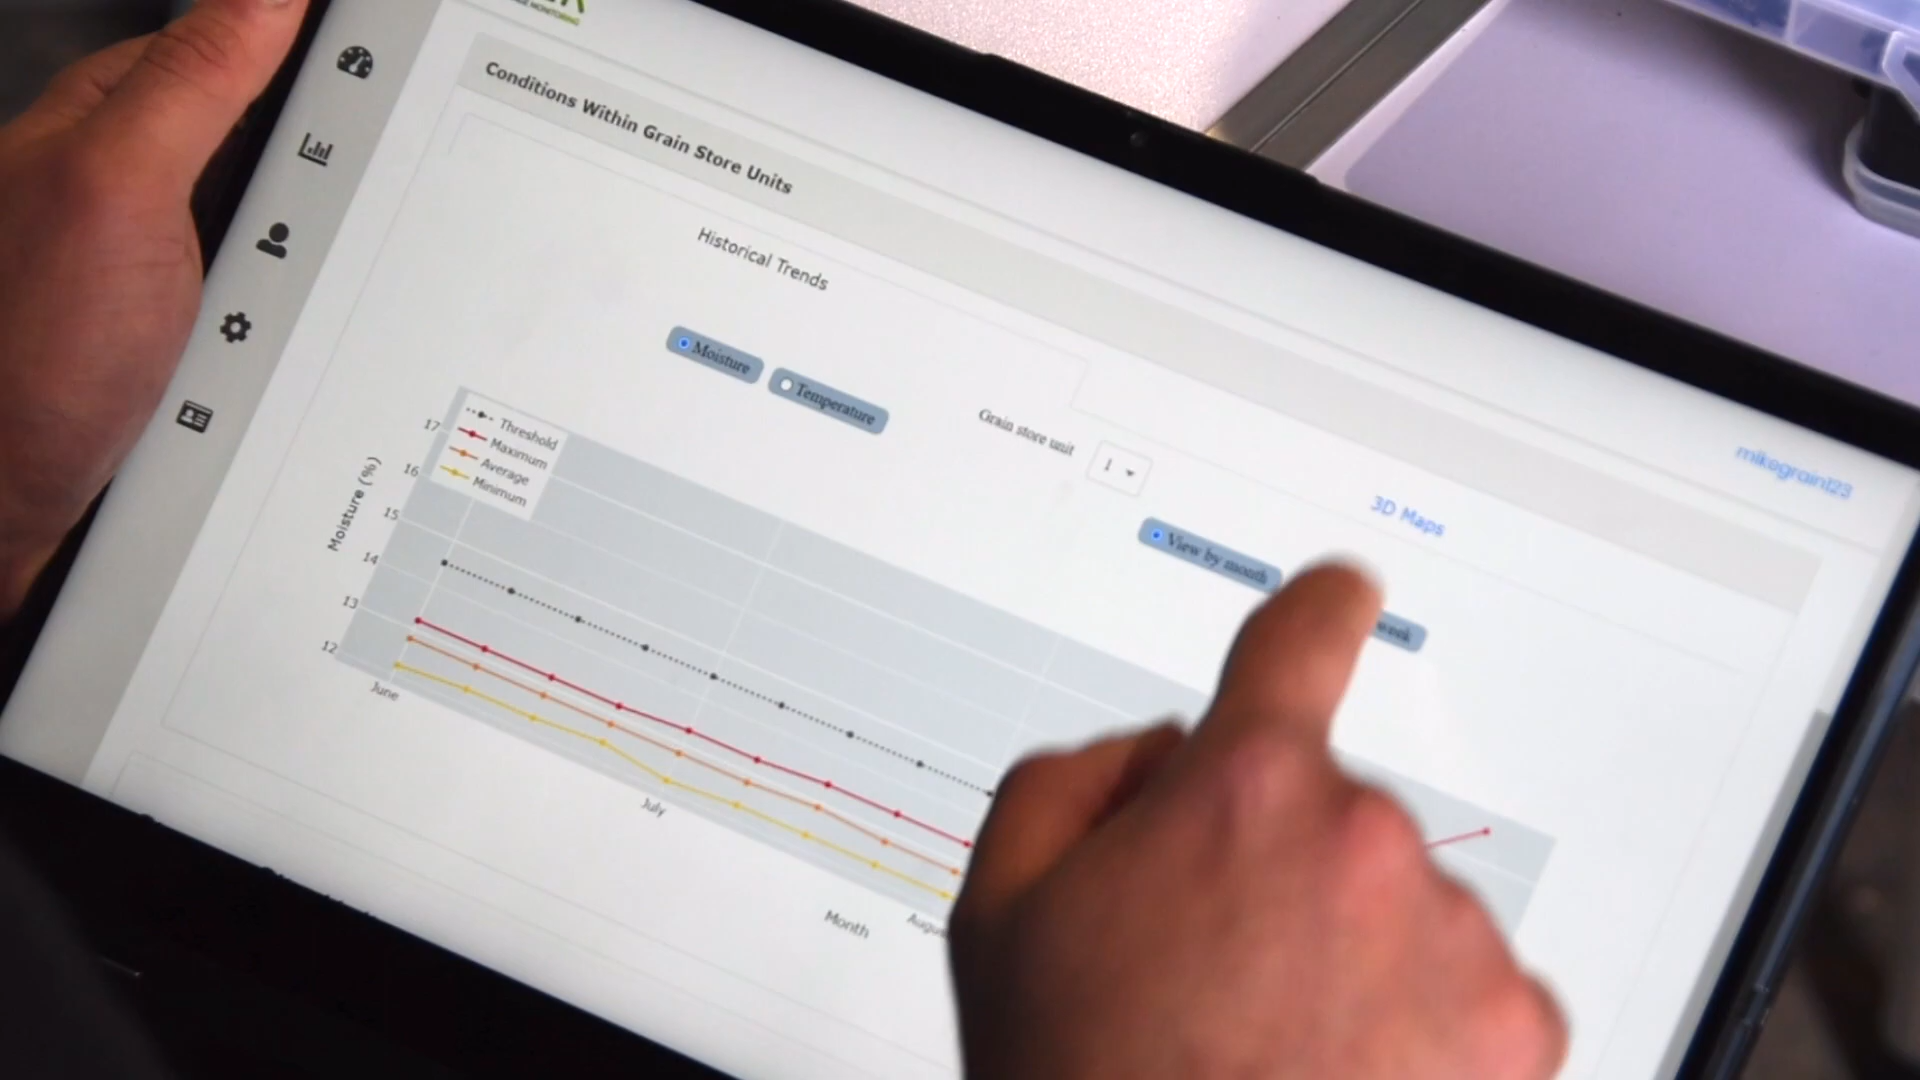 MONITORING
Conditions Within Grain Store Units
mikegrain123
Historical Trends
3D Maps
Moisture
Temperature
Grain store unit
1
View by month
week
Threshold
Maximum
Average
Minimum
Moisture (%)
17
16
15
14
13
12
June
July
Month